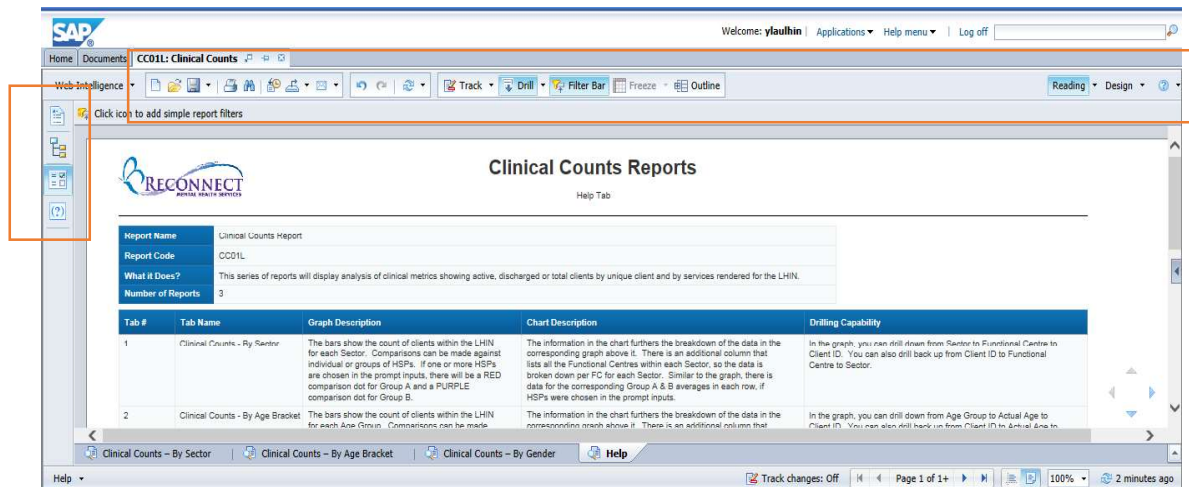 SAP
Welcome: ylaulhin | Applications Help menu | Log off
Home Documents CC01L: Clinical Counts
Web Intelligence Track Drill Filter Bar Freeze Outline Reading Design
Click icon to add simple report filters
RECONNECT
MENTAL HEALTH SERVICES
Clinical Counts Reports
Help Tab
Report Name Clinical Counts Report
Report Code CC01L
What it Does? This series of reports will display analysis of clinical metrics showing active, discharged or total clients by unique client and by services rendered for the LHIN.
Number of Reports 3
Tab # Tab Name Graph Description Chart Description Drilling Capability
1 Clinical Counts - By Sector
The bars show the count of clients within the LHIN
for each Sector. Comparisons can be made against
individual or groups of HSPs. If one or more HSPs
are chosen in the prompt inputs, there will be a RED
comparison dot for Group A and a PURPLE
comparison dot for Group B.
The information in the chart furthers the breakdown of the data in the
corresponding graph above it. There is an additional column that
lists all the Functional Centres within each Sector, so the data is
broken down per FC for each Sector. Similar to the graph, there is
data for the corresponding Group A & B averages in each row, if
HSPs were chosen in the prompt inputs.
In the graph, you can drill down from Sector to Functional Centre to
Client ID. You can also drill back up from Client ID to Functional
Centre to Sector.
2 Clinical Counts - By Age Bracket
The bars show the count of clients within the LHIN
for each Age Group. Comparisons can be made
The information in the chart furthers the breakdown of the data in the
corresponding graph above it. There is an additional column that
In the graph, you can drill down from Age Group to Actual Age to
Client ID. You can also drill back up from Client ID to Actual Age to
Clinical Counts – By Sector | Clinical Counts – By Age Bracket | Clinical Counts – By Gender Help
Help Track changes: Off Page 1 of 1+ 100% 2 minutes ago